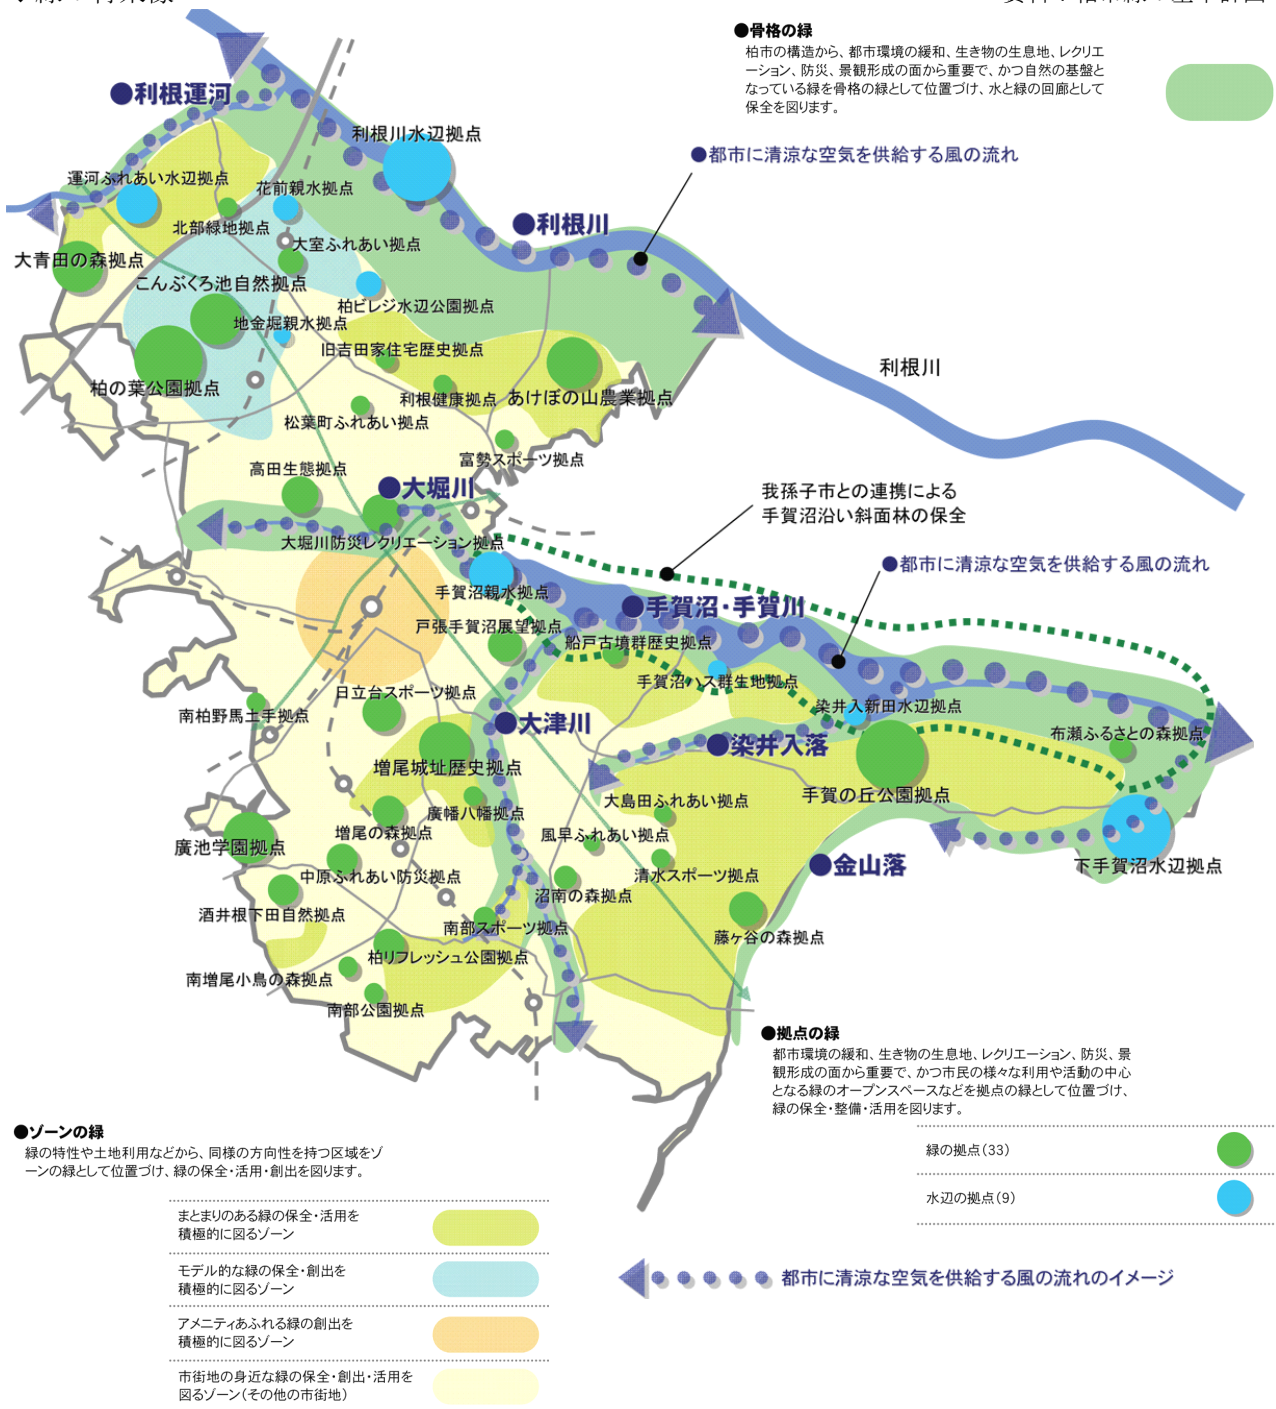 ●骨格の緑
柏市の構造から、都市環境の緩和、生き物の生息地、レクリエ
ーション、防災、景観形成の面から重要で、かつ自然の基盤と
なっている緑を骨格の緑として位置づけ、水と緑の回廊として
保全を図ります。
●利根運河
利根川水辺拠点
●都市に清涼な空気を供給する風の流れ
運河ふれあい水辺拠点
花前親水拠点
北部緑地拠点
●利根川
大室ふれあい拠点
大青田の森拠点
こんぶくろ池自然拠点
柏ビレジ水辺公園拠点
地金堀親水拠点
旧吉田家住宅歴史拠点
利根川
柏の葉公園拠点
利根健康拠点
あけぼの山農業拠点
松葉町ふれあい拠点
富勢スポーツ拠点
高田生態拠点
●大堀川
我孫子市との連携による
手賀沼沿い斜面林の保全
大堀川防災レクリエーション拠点
●都市に清涼な空気を供給する風の流れ
手賀沼親水拠点
●手賀沼・手賀川
戸張手賀沼展望拠点
船戸古墳群歴史拠点
手賀沼ハス群生地拠点
日立台スポーツ拠点
染井入新田水辺拠点
南柏野馬土手拠点
●大津川
布瀬ふるさとの森拠点
●染井入落
増尾城址歴史拠点
手賀の丘公園拠点
大島田ふれあい拠点
廣幡八幡拠点
増尾の森拠点
風早ふれあい拠点
廣池学園拠点
●金山落
下手賀沼水辺拠点
中原ふれあい防災拠点
清水スポーツ拠点
沼南の森拠点
酒井根下田自然拠点
南部スポーツ拠点
藤ヶ谷の森拠点
柏リフレッシュ公園拠点
南増尾小鳥の森拠点
南部公園拠点
●拠点の緑
都市環境の緩和、生き物の生息地、レクリエーション、防災、景
観形成の面から重要で、かつ市民の様々な利用や活動の中心
となる緑のオープンスペースなどを拠点の緑として位置づけ、
緑の保全・整備・活用を図ります。
緑の拠点(33)
水辺の拠点(9)
●ゾーンの緑
緑の特性や土地利用などから、同様の方向性を持つ区域をゾ
ーンの緑として位置づけ、緑の保全・活用・創出を図ります。
まとまりのある緑の保全・活用を
積極的に図るゾーン
モデル的な緑の保全・創出を
積極的に図るゾーン
アメニティあふれる緑の創出を
積極的に図るゾーン
市街地の身近な緑の保全・創出・活用を
図るゾーン(その他の市街地)
都市に清涼な空気を供給する風の流れのイメージ